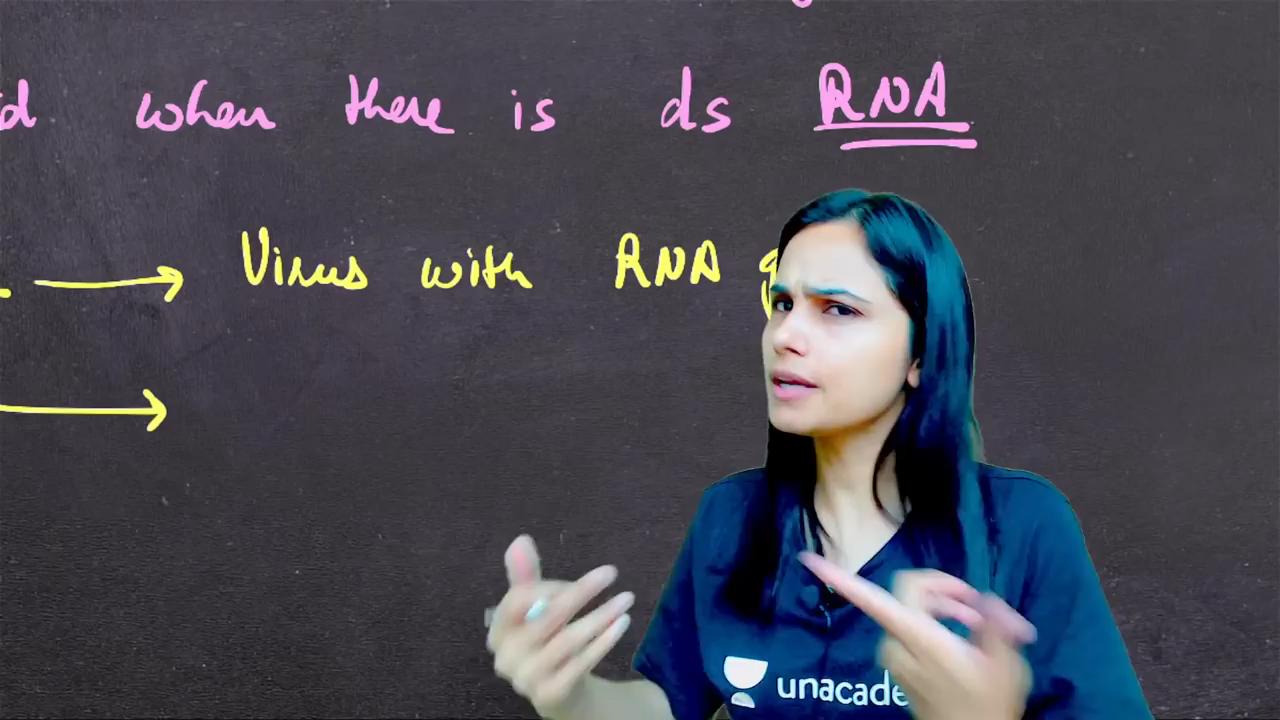 when there is ds RNA
→ Virus with RNA
→
unacade